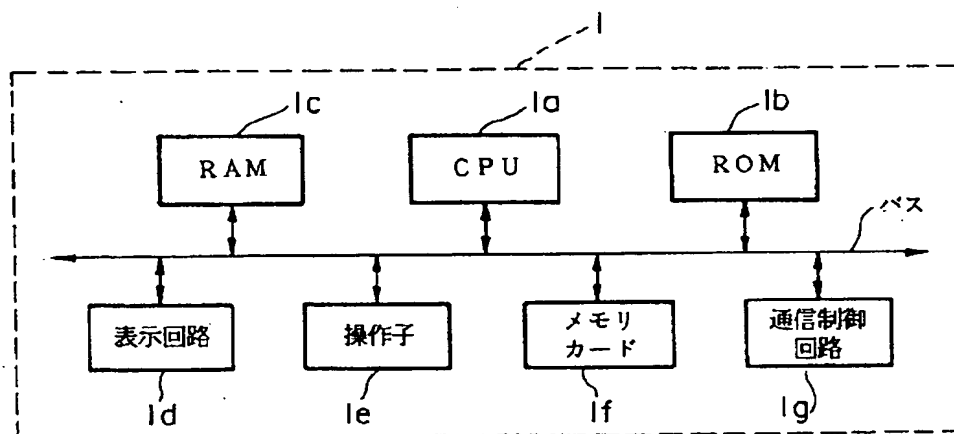 1
1c
1a
1b
RAM
CPU
ROM
バス
表示回路
操作子
メモリ
カード
通信制御
回路
1d
1e
1f
1g